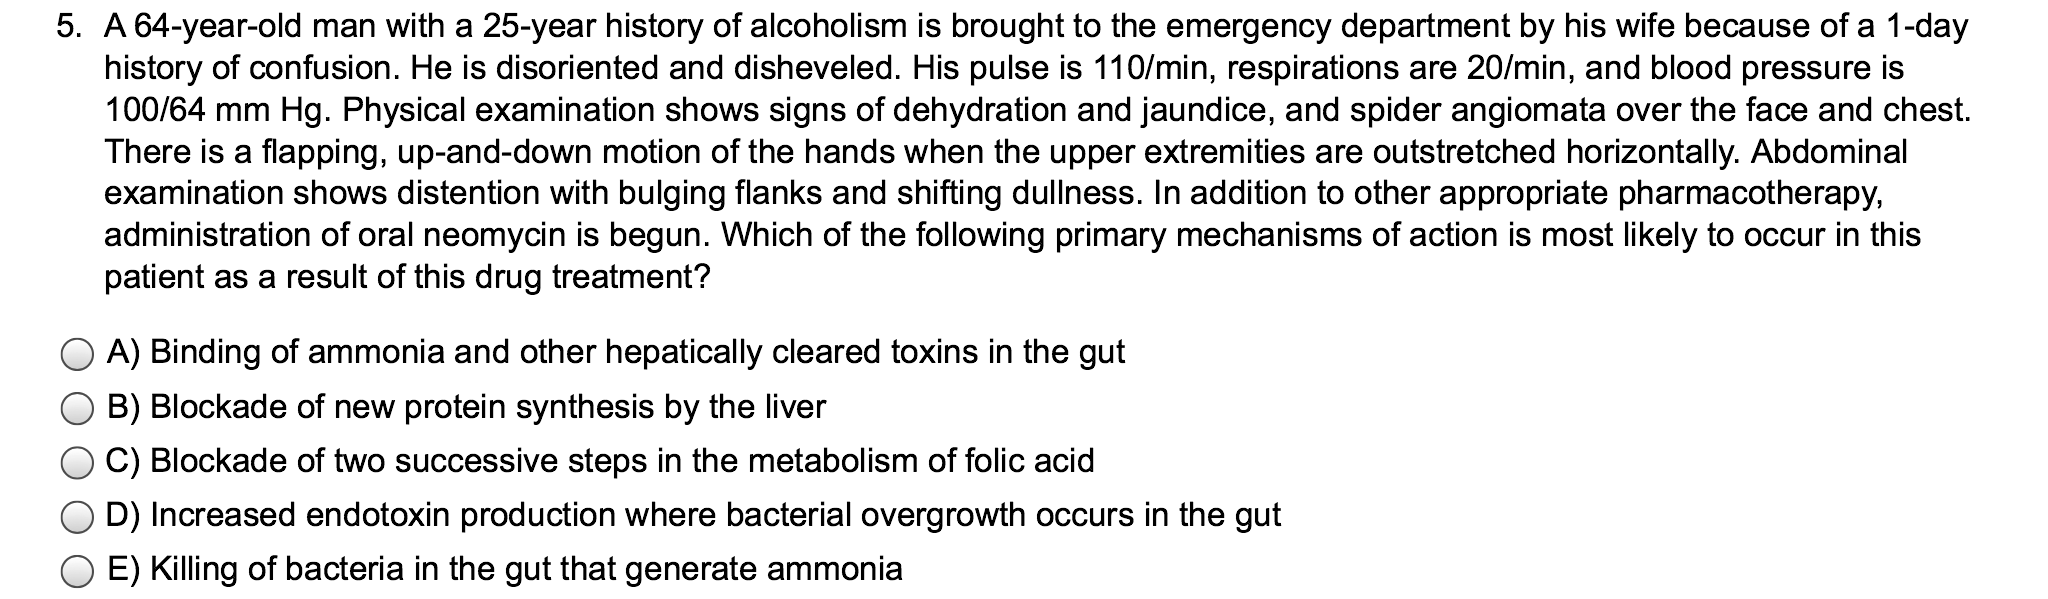 5. A 64-year-old man with a 25-year history of alcoholism is brought to the emergency department by his wife because of a 1-day
history of confusion. He is disoriented and disheveled. His pulse is 110/min, respirations are 20/min, and blood pressure is
100/64 mm Hg. Physical examination shows signs of dehydration and jaundice, and spider angiomata over the face and chest.
There is a flapping, up-and-down motion of the hands when the upper extremities are outstretched horizontally. Abdominal
examination shows distention with bulging flanks and shifting dullness. In addition to other appropriate pharmacotherapy,
administration of oral neomycin is begun. Which of the following primary mechanisms of action is most likely to occur in this
patient as a result of this drug treatment?
A) Binding of ammonia and other hepatically cleared toxins in the gut
B) Blockade of new protein synthesis by the liver
C) Blockade of two successive steps in the metabolism of folic acid
D) Increased endotoxin production where bacterial overgrowth occurs in the gut
E) Killing of bacteria in the gut that generate ammonia